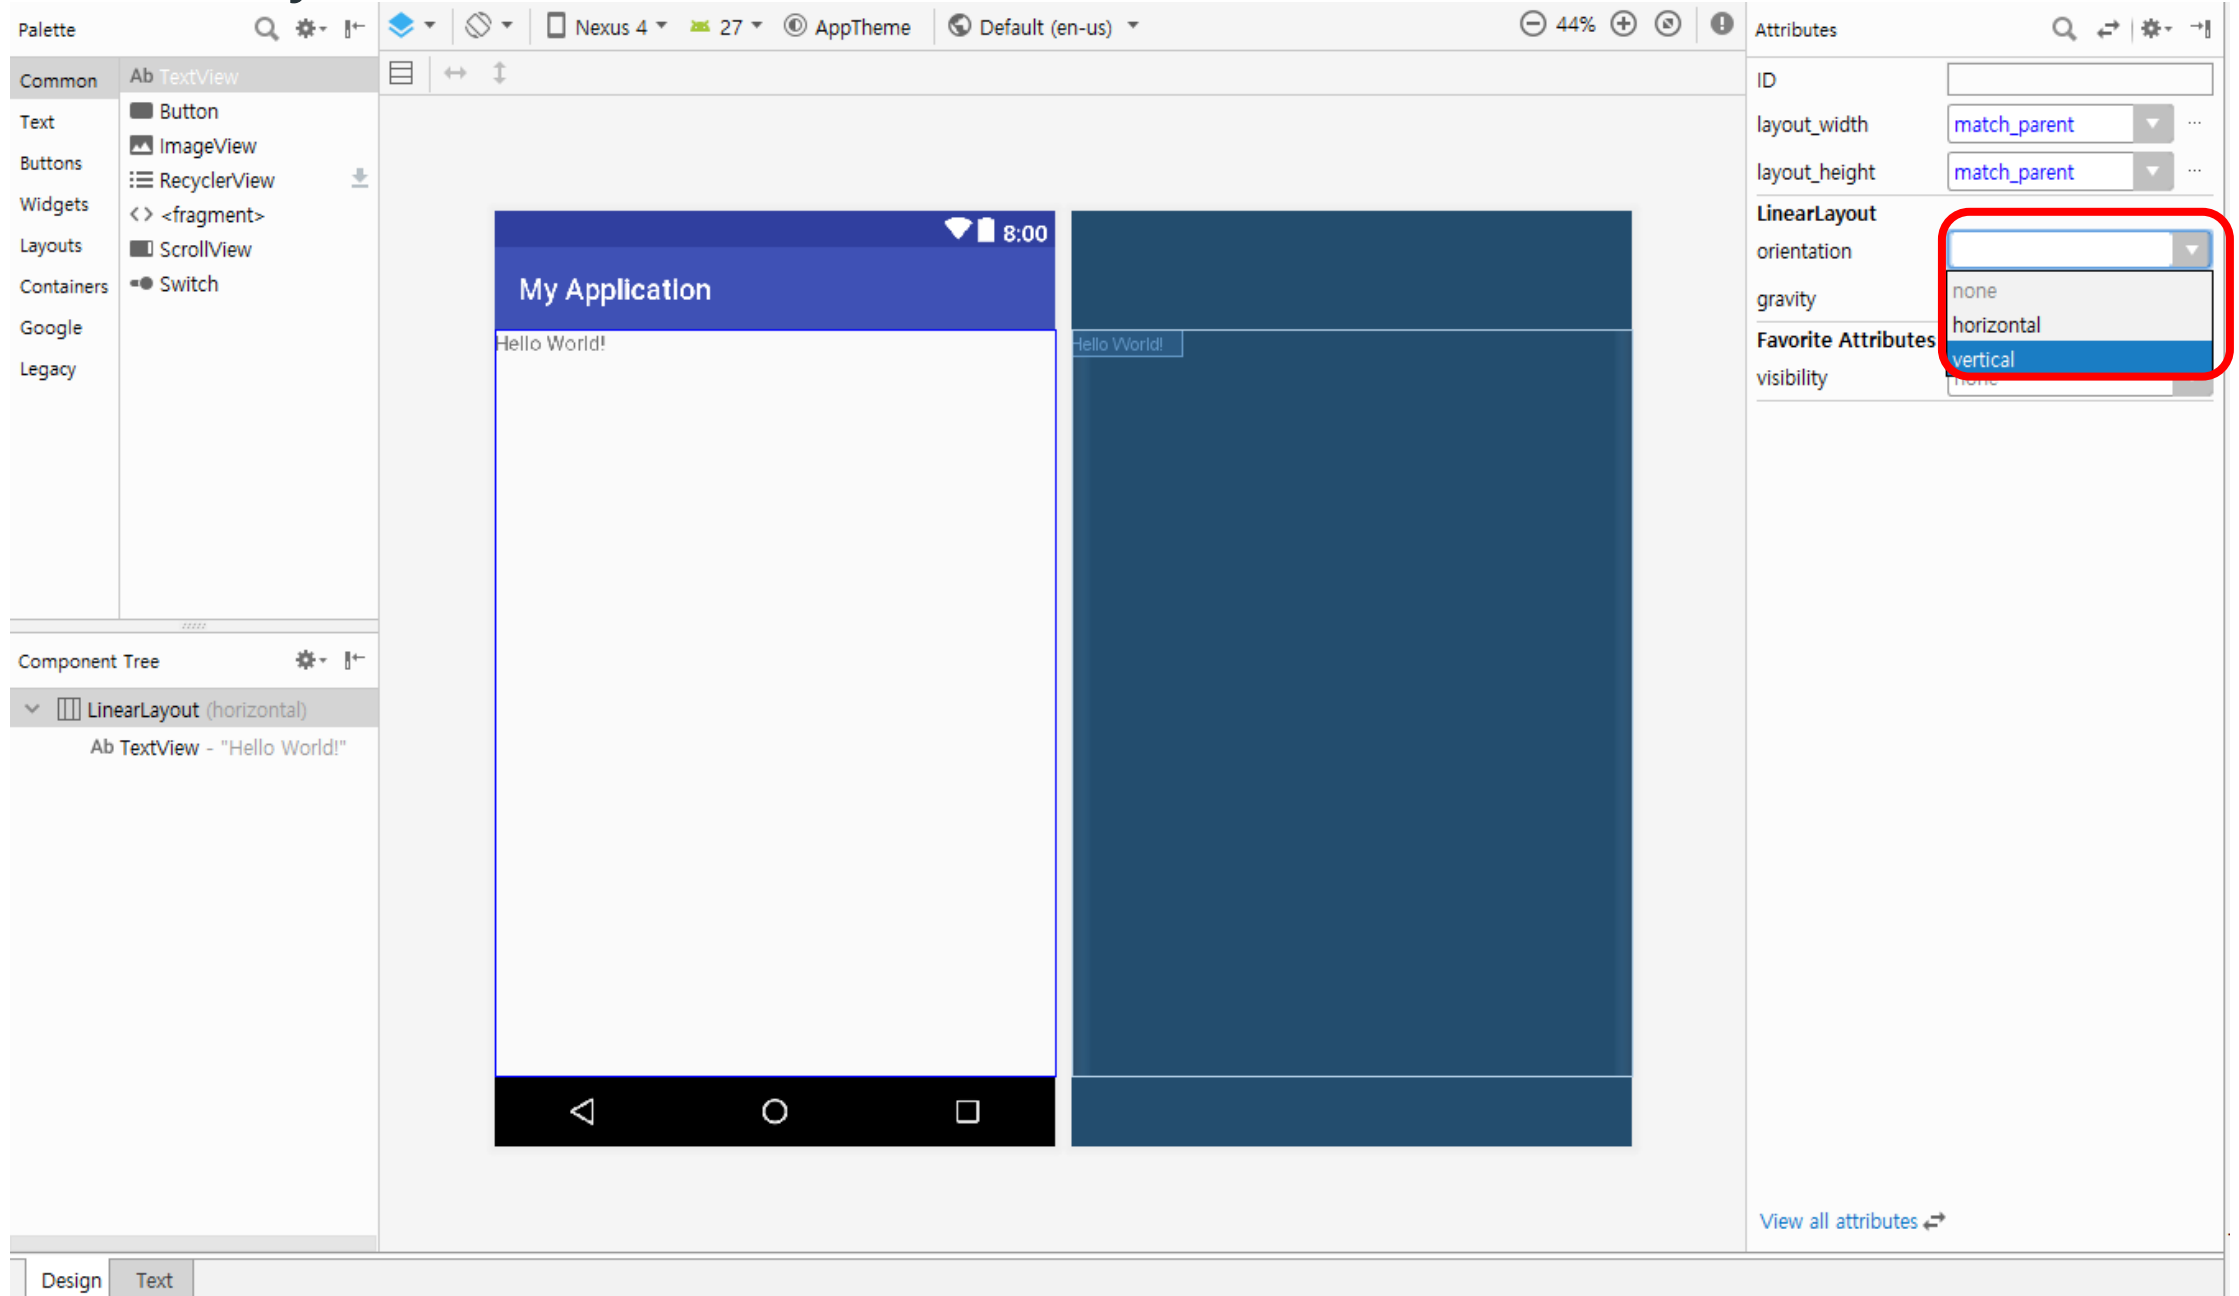 Palette
Nexus 4
27
AppTheme
Default (en-us)
44%
Attributes
Common
Text
Buttons
Widgets
Layouts
Containers
Google
Legacy
Ab TextView
Button
ImageView
RecyclerView
<> <fragment>
ScrollView
Switch
Component Tree
LinearLayout (horizontal)
Ab TextView - "Hello World!"
8:00
My Application
Hello World!
Hello World!
ID
layout_width match_parent ...
layout_height match_parent ...
LinearLayout
orientation
none
gravity
horizontal
Favorite Attributes
vertical
visibility none
View all attributes
Design Text